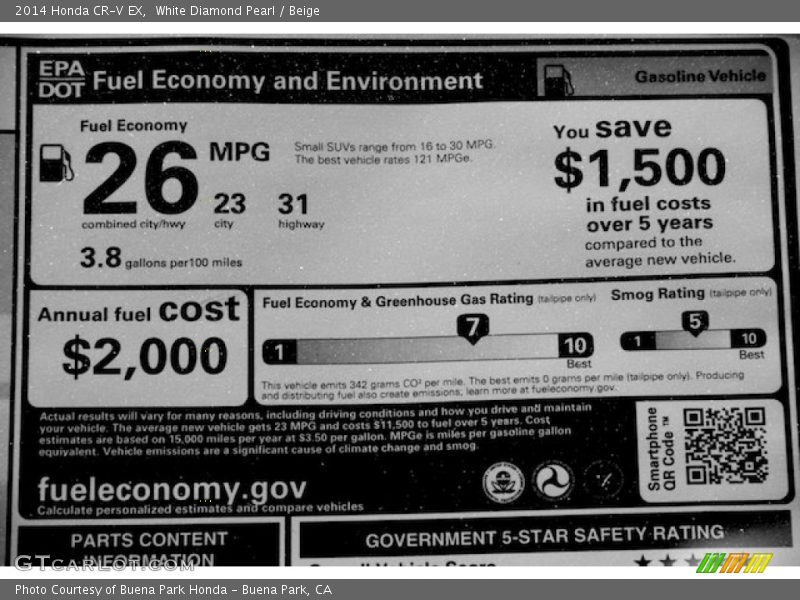 2014 Honda CR-V EX, White Diamond Pearl / Beige
EPA
DOT
Fuel Economy and Environment
Gasoline Vehicle
Fuel Economy
26 MPG
combined city/hwy
23
city
31
highway
Small SUVs range from 16 to 30 MPG.
The best vehicle rates 121 MPGe.
3.8 gallons per100 miles
You save
$1,500
in fuel costs
over 5 years
compared to the
average new vehicle.
Annual fuel cost
$2,000
Fuel Economy & Greenhouse Gas Rating (tailpipe only)
1
7
10
Best
Smog Rating (tailpipe only)
1
5
10
Best
This vehicle emits 342 grams CO² per mile. The best emits 0 grams per mile (tailpipe only). Producing
and distributing fuel also create emissions; learn more at fueleconomy.gov.
Actual results will vary for many reasons, including driving conditions and how you drive and maintain
your vehicle. The average new vehicle gets 23 MPG and costs $11,500 to fuel over 5 years. Cost
estimates are based on 15,000 miles per year at $3.50 per gallon. MPGe is miles per gasoline gallon
equivalent. Vehicle emissions are a significant cause of climate change and smog.
fueleconomy.gov
Calculate personalized estimates and compare vehicles
Smartphone
QR Code™
PARTS CONTENT
INFORMATION
GOVERNMENT 5-STAR SAFETY RATING
GTCARLOT.COM
Photo Courtesy of Buena Park Honda - Buena Park, CA